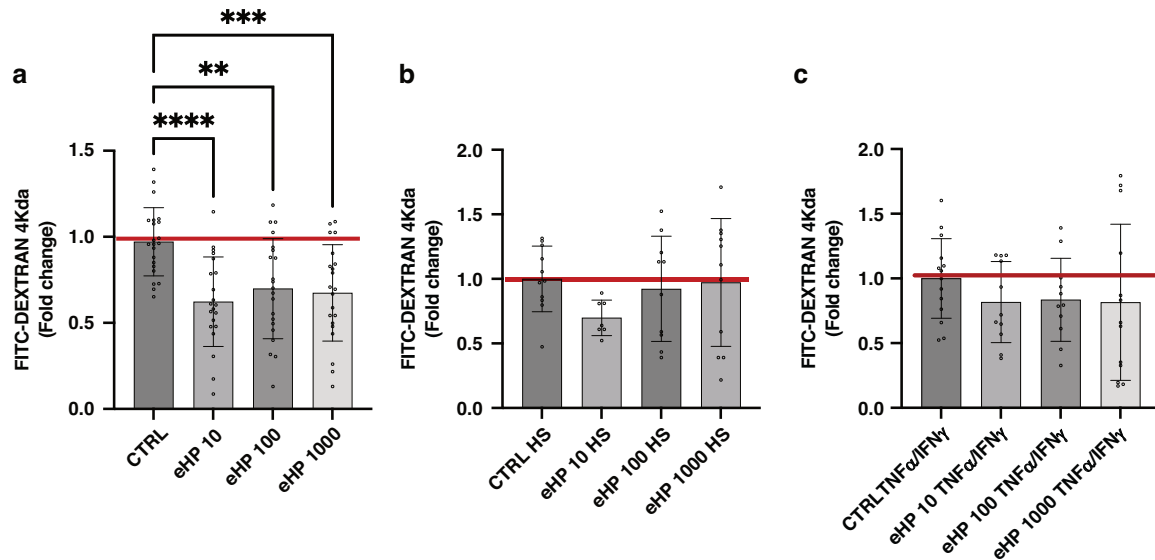 a
***
**
****
FITC-DEXTRAN 4Kda
(Fold change)
1.5
1.0
0.5
0.0
CTRL
eHP 10
eHP 100
eHP 1000
b
FITC-DEXTRAN 4Kda
(Fold change)
2.0
1.5
1.0
0.5
0.0
CTRL HS
eHP 10 HS
eHP 100 HS
eHP 1000 HS
c
FITC-DEXTRAN 4Kda
(Fold change)
2.0
1.5
1.0
0.5
0.0
CTRLTNFα/IFNγ
eHP 10 TNFα/IFNγ
eHP 100 TNFα/IFNγ
eHP 1000 TNFα/IFNγ